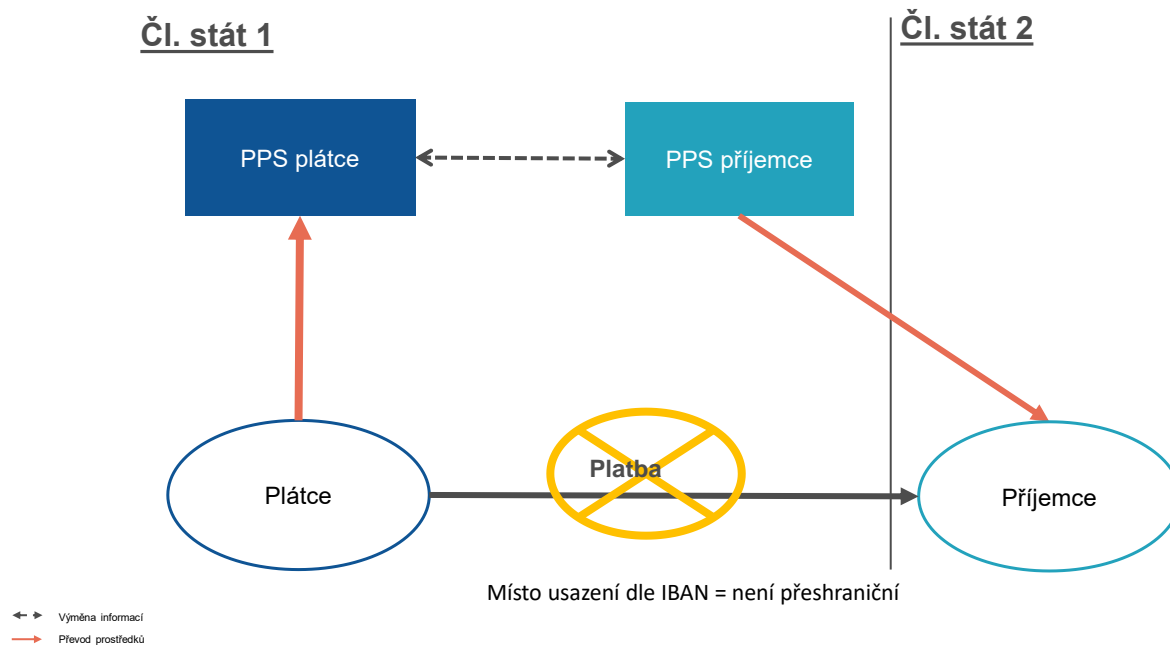 Čl. stát 1
Čl. stát 2
PPS plátce
PPS příjemce
Platba
Plátce
Příjemce
Místo usazení dle IBAN = není přeshraniční
Výměna informací
Převod prostředků